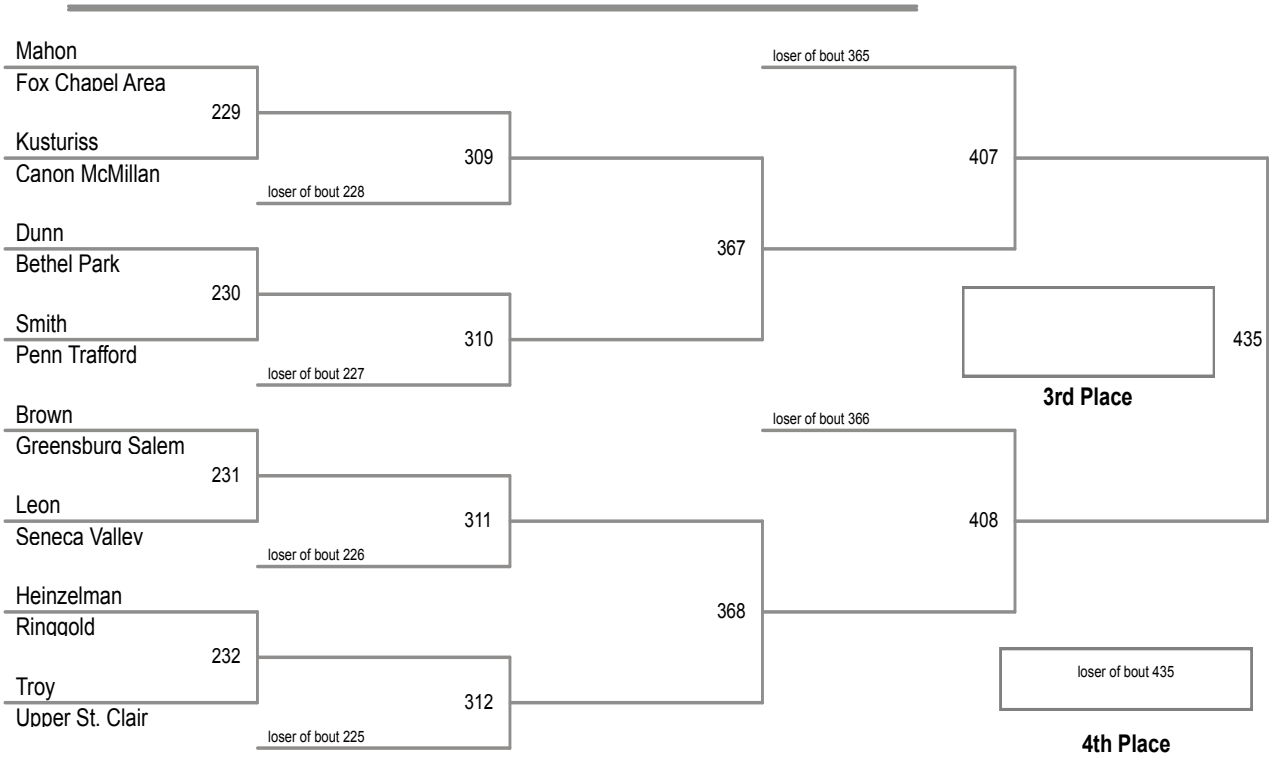 Mahon
Fox Chapel Area
229
Kusturiss
Canon McMillan
loser of bout 228
309
Dunn
Bethel Park
230
Smith
Penn Trafford
loser of bout 227
310
367
loser of bout 365
407
435
3rd Place
Brown
Greensburg Salem
231
Leon
Seneca Valley
loser of bout 226
311
Heinzelman
Ringgold
232
Troy
Upper St. Clair
loser of bout 225
312
368
loser of bout 366
408
loser of bout 435
4th Place